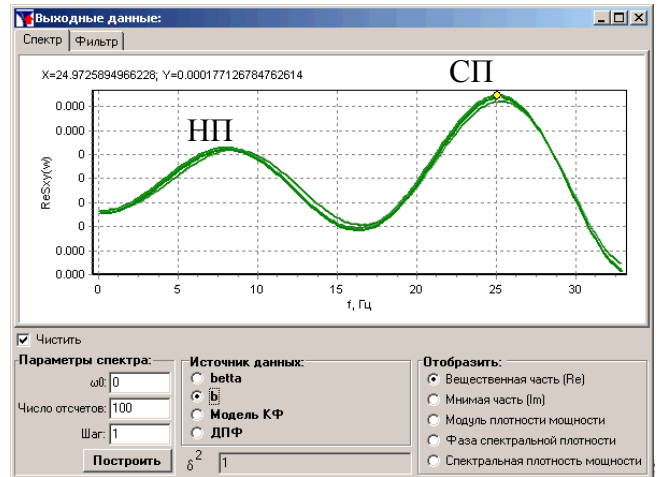 Выходные данные:
Спектр Фильтр
X=24.9725894966228; Y=0.000177126784762614
СП
НП
0.000
0.000
0
0
0
0
0.000
0.000
ReSxy(w)
0 5 10 15 20 25 30
f, Гц
Чистить
Параметры спектра:
ω0: 0
Число отсчетов: 100
Шаг: 1
Построить
Источник данных:
betta
b
Модель КФ
ДПФ
δ2 1
Отобразить:
Вещественная часть (Re)
Мнимая часть (Im)
Модуль плотности мощности
Фаза спектральной плотности
Спектральная плотность мощности